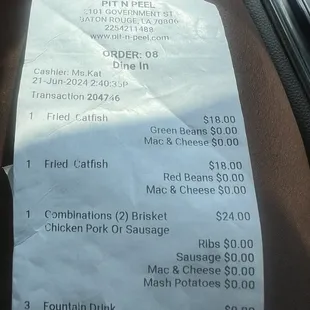 PIT N PEEL
2101 GOVERNMENT ST
BATON ROUGE, LA 70806
2254211488
www.pit-n-peel.com
ORDER: 08
Dine In
Cashier: Ms.Kat
21-Jun-2024 2:40:35P
Transaction 204746
1 Fried Catfish $18.00
Green Beans $0.00
Mac & Cheese $0.00
1 Fried Catfish $18.00
Red Beans $0.00
Mac & Cheese $0.00
1 Combinations (2) Brisket $24.00
Chicken Pork Or Sausage
Ribs $0.00
Sausage $0.00
Mac & Cheese $0.00
Mash Potatoes $0.00
3 Fountain Drink $0.00